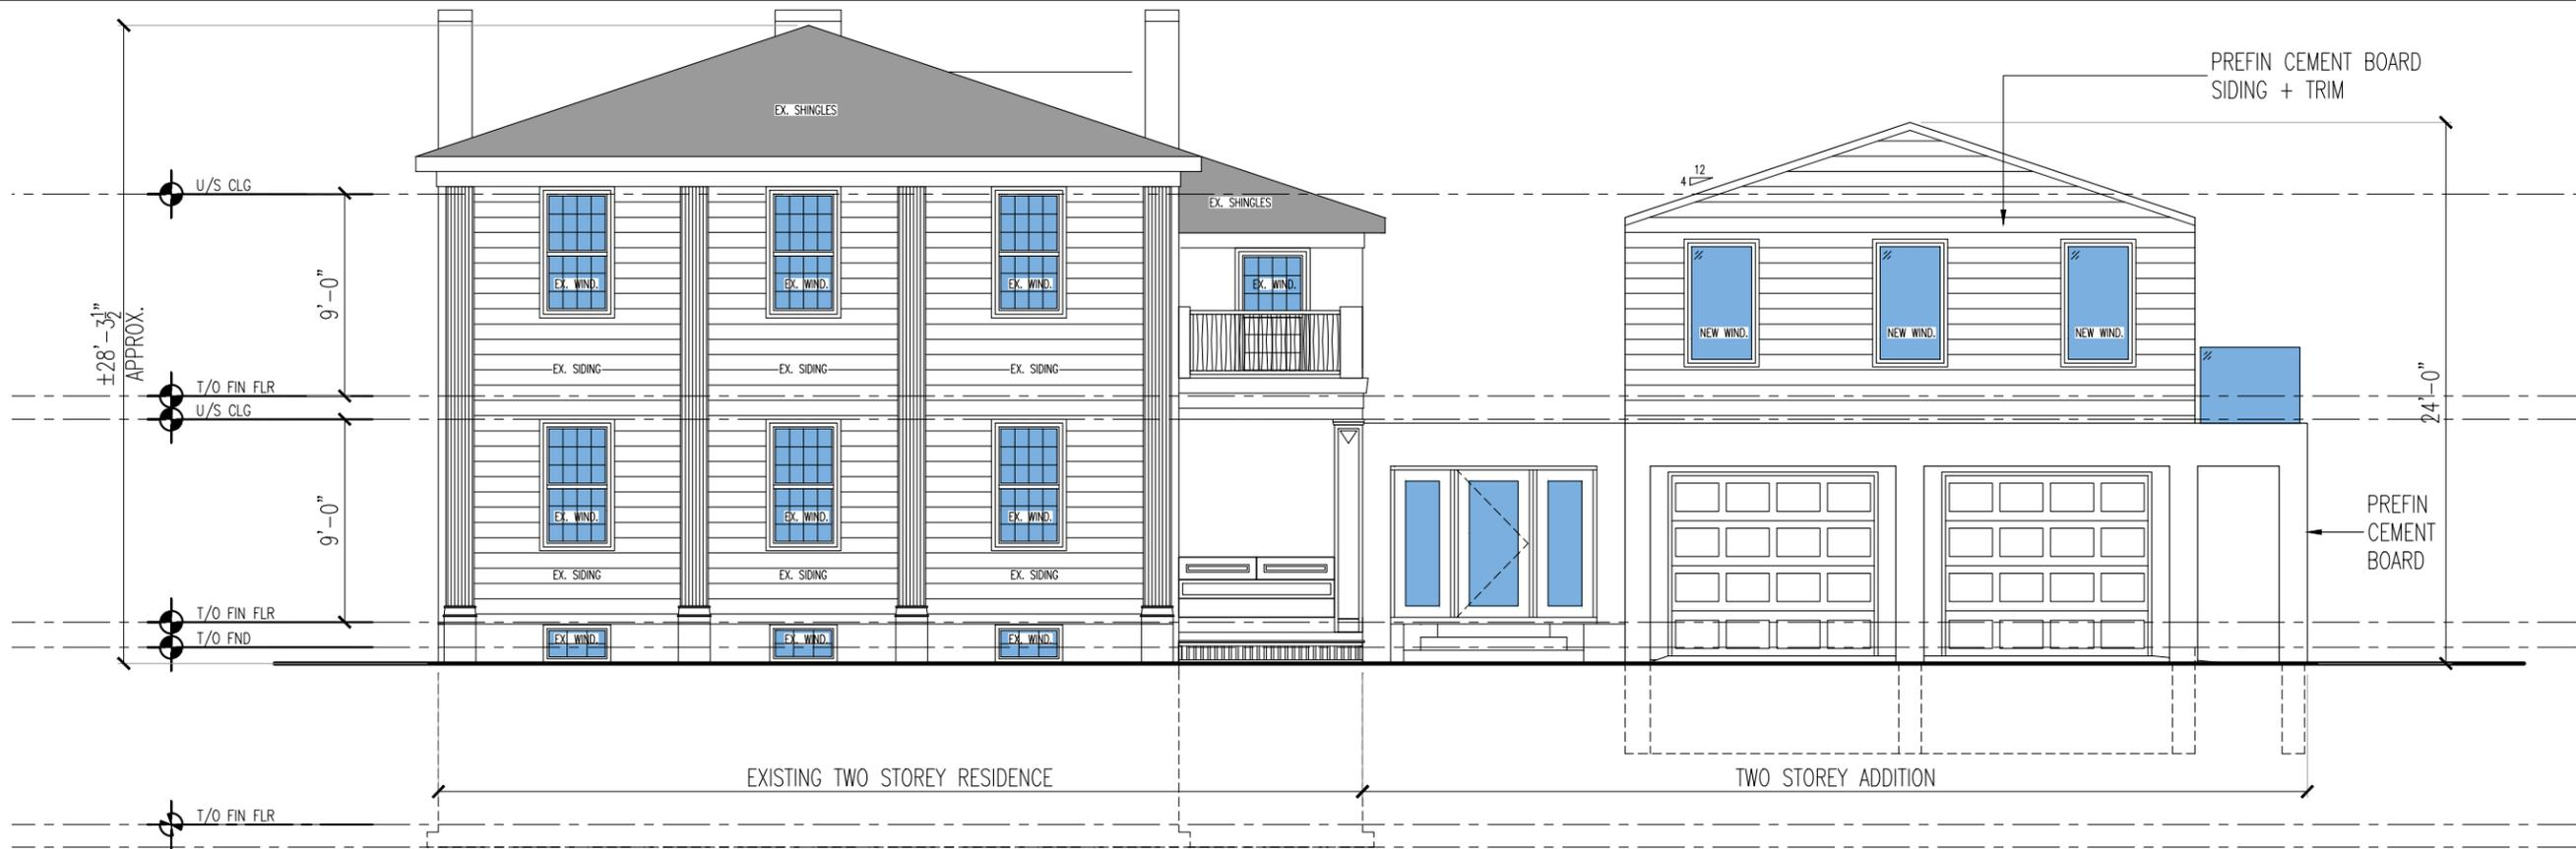 PREFIN CEMENT BOARD
SIDING + TRIM
EX. SHINGLES
12
4
U/S CLG
EX. SHINGLES
9'-0"
±28'-3½"
APPROX.
EX. WIND.
EX. WIND.
EX. WIND.
EX. WIND.
NEW WIND.
NEW WIND.
NEW WIND.
EX. SIDING
EX. SIDING
EX. SIDING
T/O FIN FLR
U/S CLG
24'-0"
9'-0"
EX. WIND.
EX. WIND.
EX. WIND.
PREFIN
CEMENT
BOARD
EX. SIDING
EX. SIDING
EX. SIDING
T/O FIN FLR
T/O FND
EX. WIND.
EX. WIND.
EX. WIND.
EXISTING TWO STOREY RESIDENCE
TWO STOREY ADDITION
T/O FIN FLR